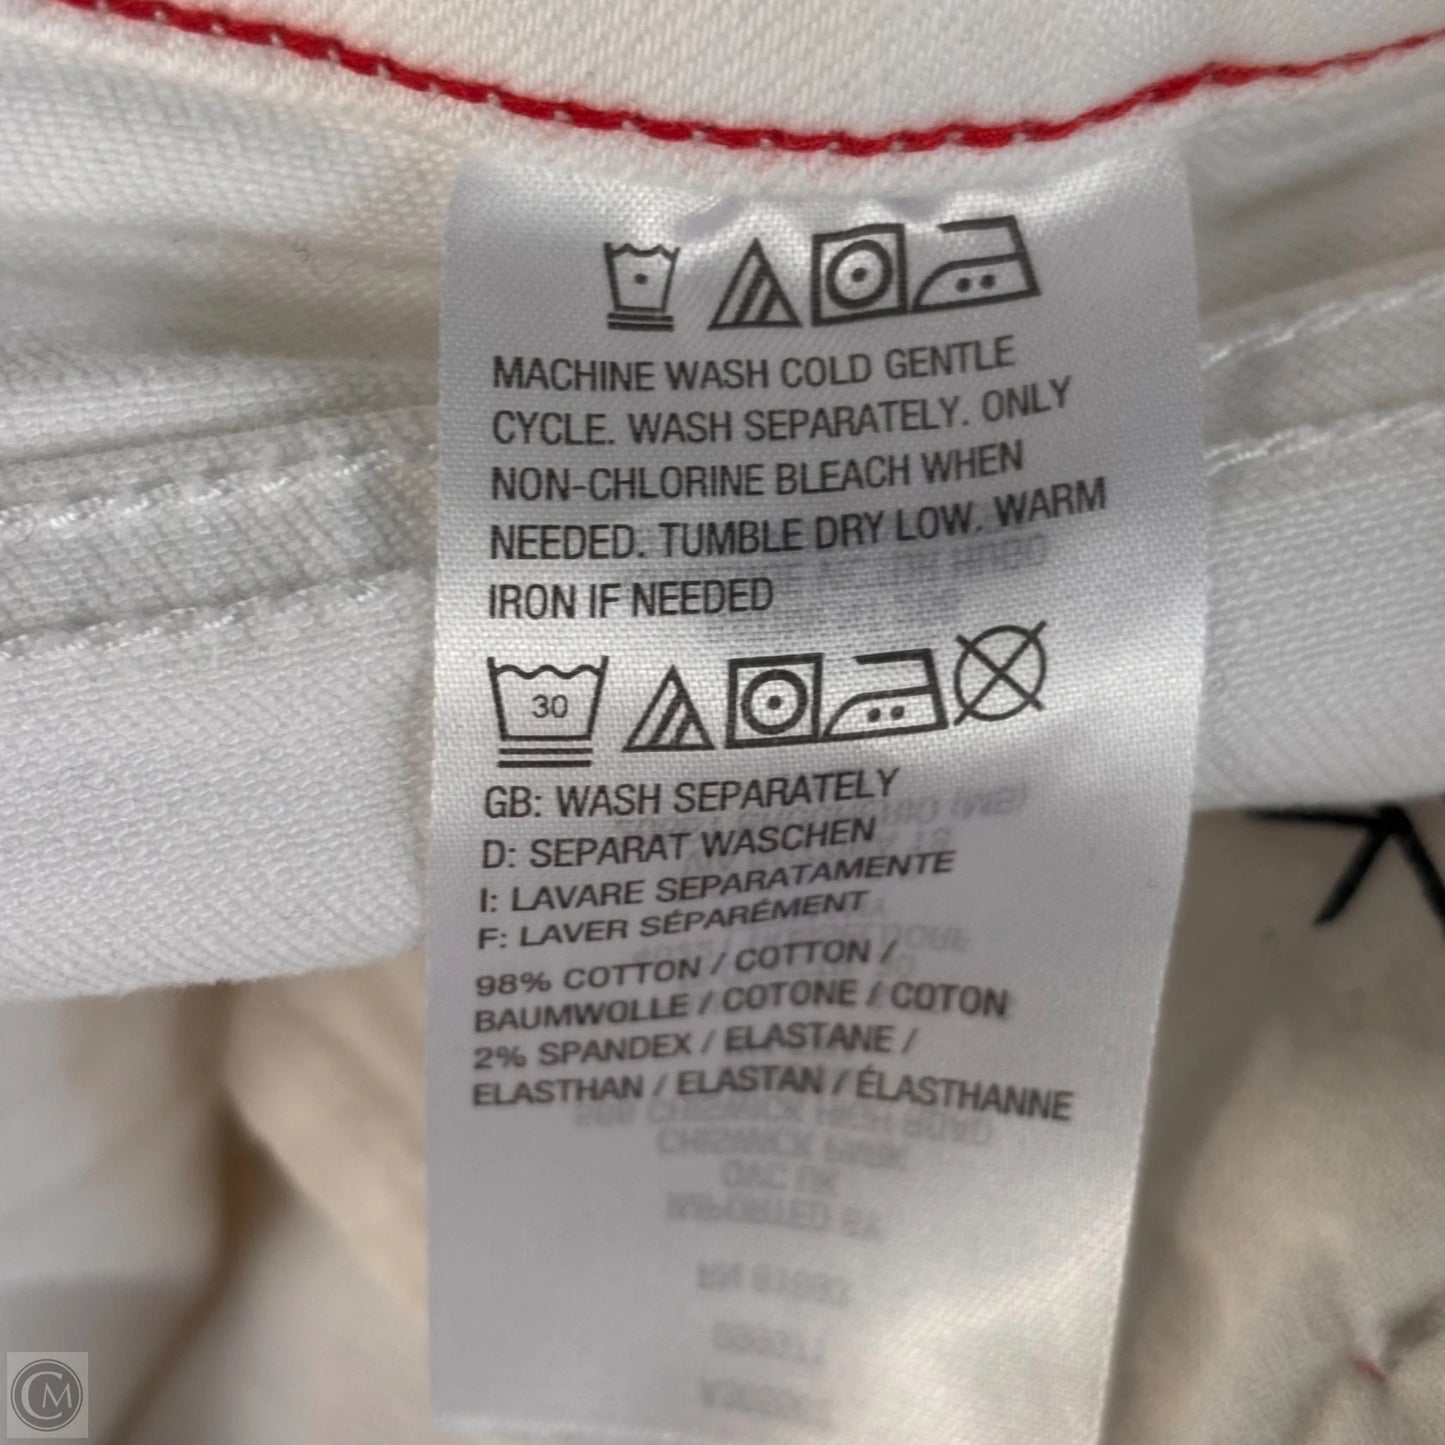 MACHINE WASH COLD GENTLE
CYCLE. WASH SEPARATELY. ONLY
NON-CHLORINE BLEACH WHEN
NEEDED. TUMBLE DRY LOW. WARM
IRON IF NEEDED
30
GB: WASH SEPARATELY
D: SEPARAT WASCHEN
I: LAVARE SEPARATAMENTE
F: LAVER SÉPARÉMENT
98% COTTON / COTTON /
BAUMWOLLE / COTONE / COTON
2% SPANDEX / ELASTANE /
ELASTHAN / ELASTAN / ÉLASTHANNE
CM